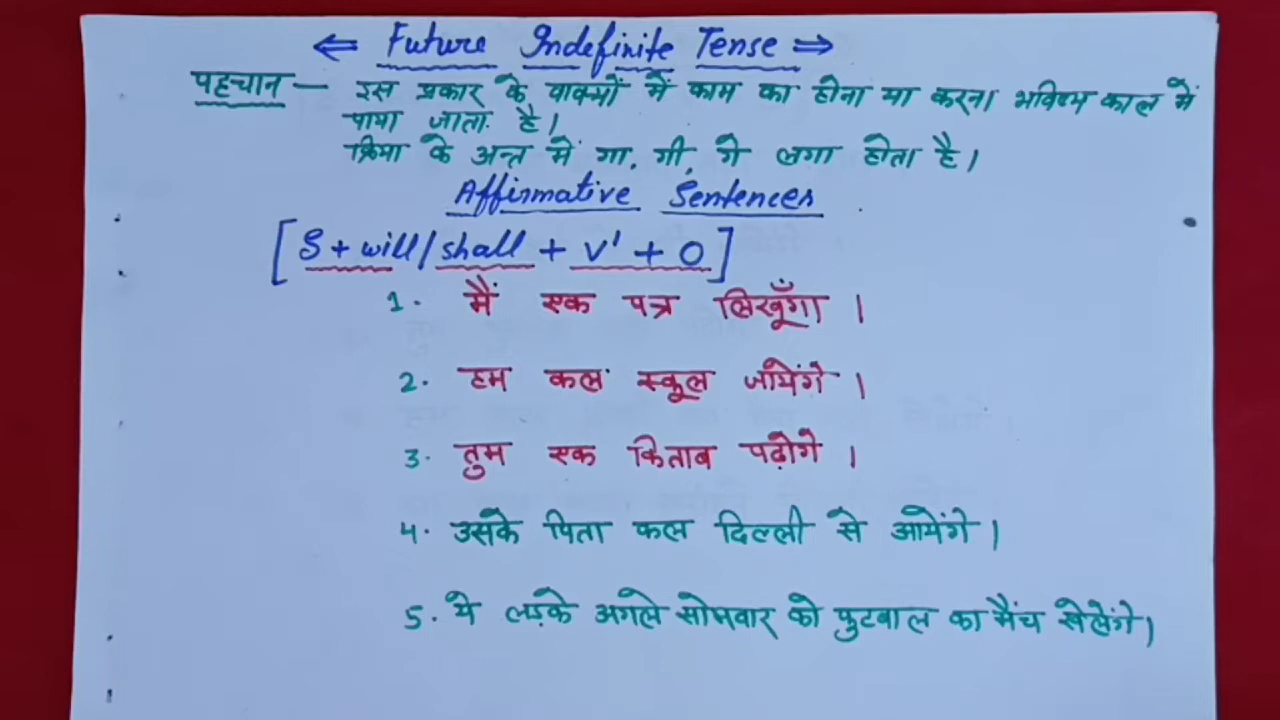 ⇐ Future Indefinite Tense ⇒
पहचान — इस प्रकार के वाक्यों में काम का होना या करना भविष्य काल में
पाया जाता है।
क्रिया के अन्त में गा, गी, गे लगा होता है।
Affirmative Sentences
[S + will/shall + V¹ + O]
1. मैं एक पत्र लिखूँगा ।
2. हम कल स्कूल जायेंगे ।
3. तुम एक किताब पढ़ोगे ।
4. उसके पिता कल दिल्ली से आयेंगे ।
5. ये लड़के अगले सोमवार को फुटबाल का मैंच खेलेंगे ।